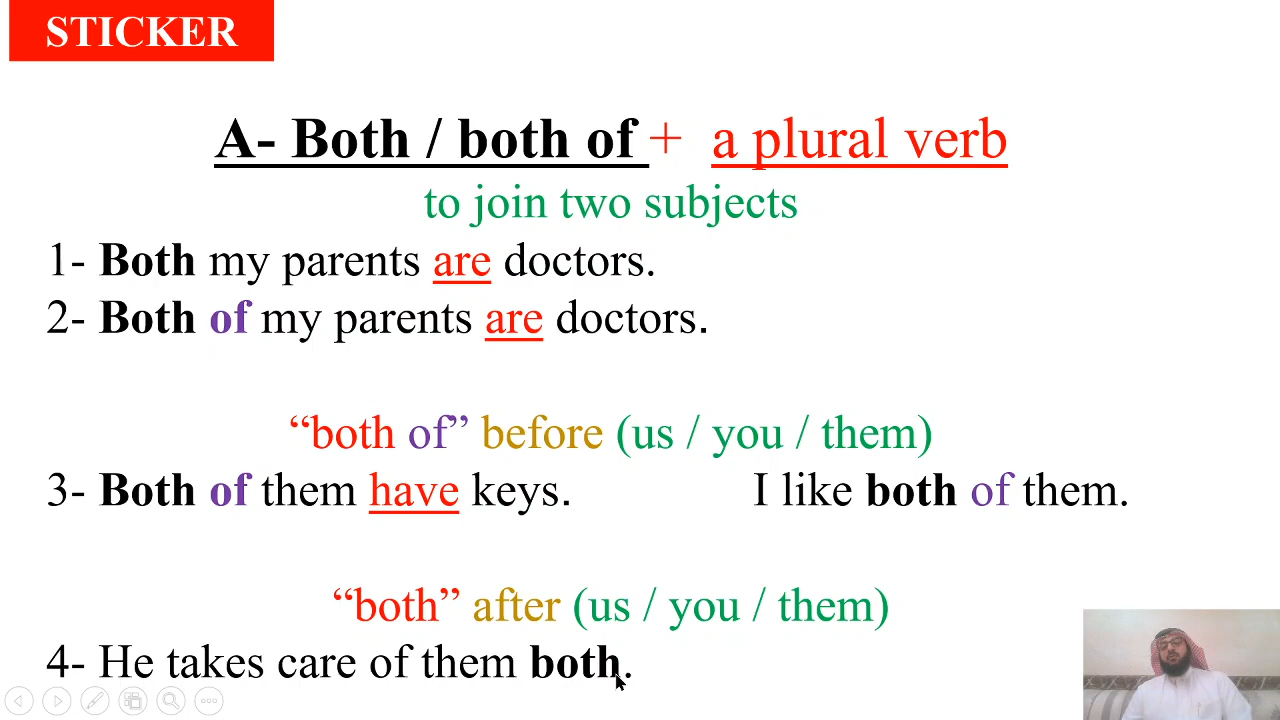 STICKER
A- Both / both of + a plural verb
to join two subjects
1- Both my parents are doctors.
2- Both of my parents are doctors.
“both of” before (us / you / them)
3- Both of them have keys. I like both of them.
“both” after (us / you / them)
4- He takes care of them both.